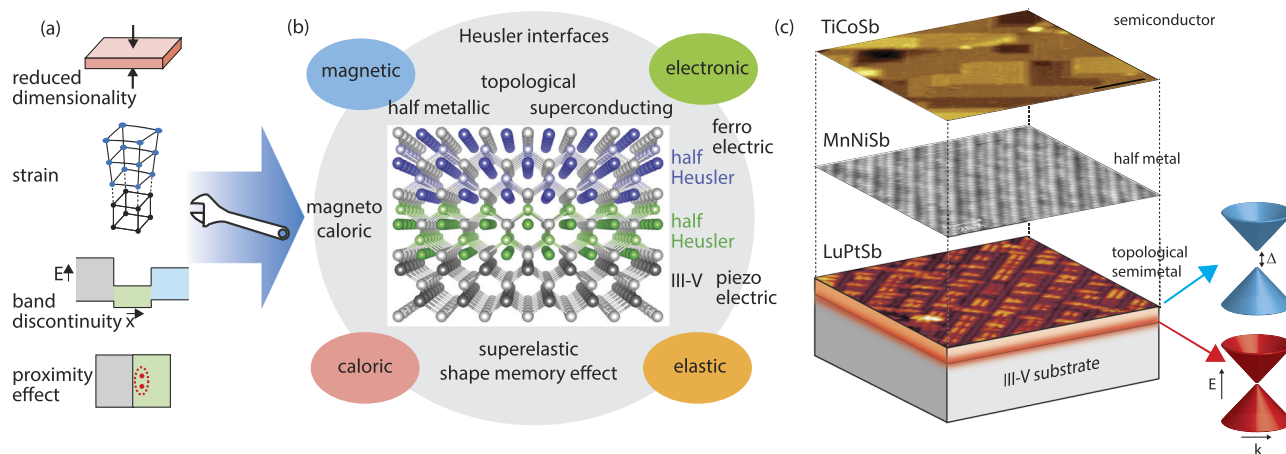 (a)
reduced
dimensionality
strain
E
band
discontinuity x
proximity
effect
(b)
Heusler interfaces
magnetic
electronic
topological
half metallic
superconducting
ferro
electric
half
Heusler
magneto
caloric
half
Heusler
III-V
piezo
electric
caloric
superelastic
shape memory effect
elastic
(c)
TiCoSb
semiconductor
MnNiSb
half metal
LuPtSb
topological
semimetal
Δ
III-V substrate
E
k